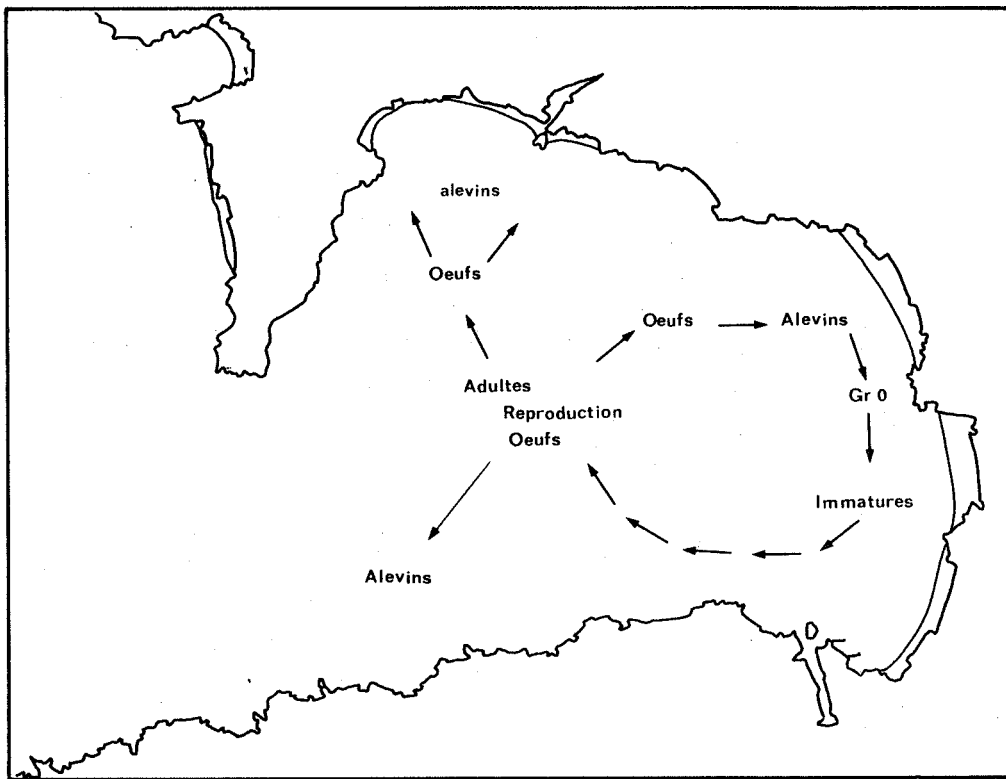 alevins
Oeufs
Oeufs
Alevins
Adultes
Gr 0
Reproduction
Oeufs
Immatures
Alevins